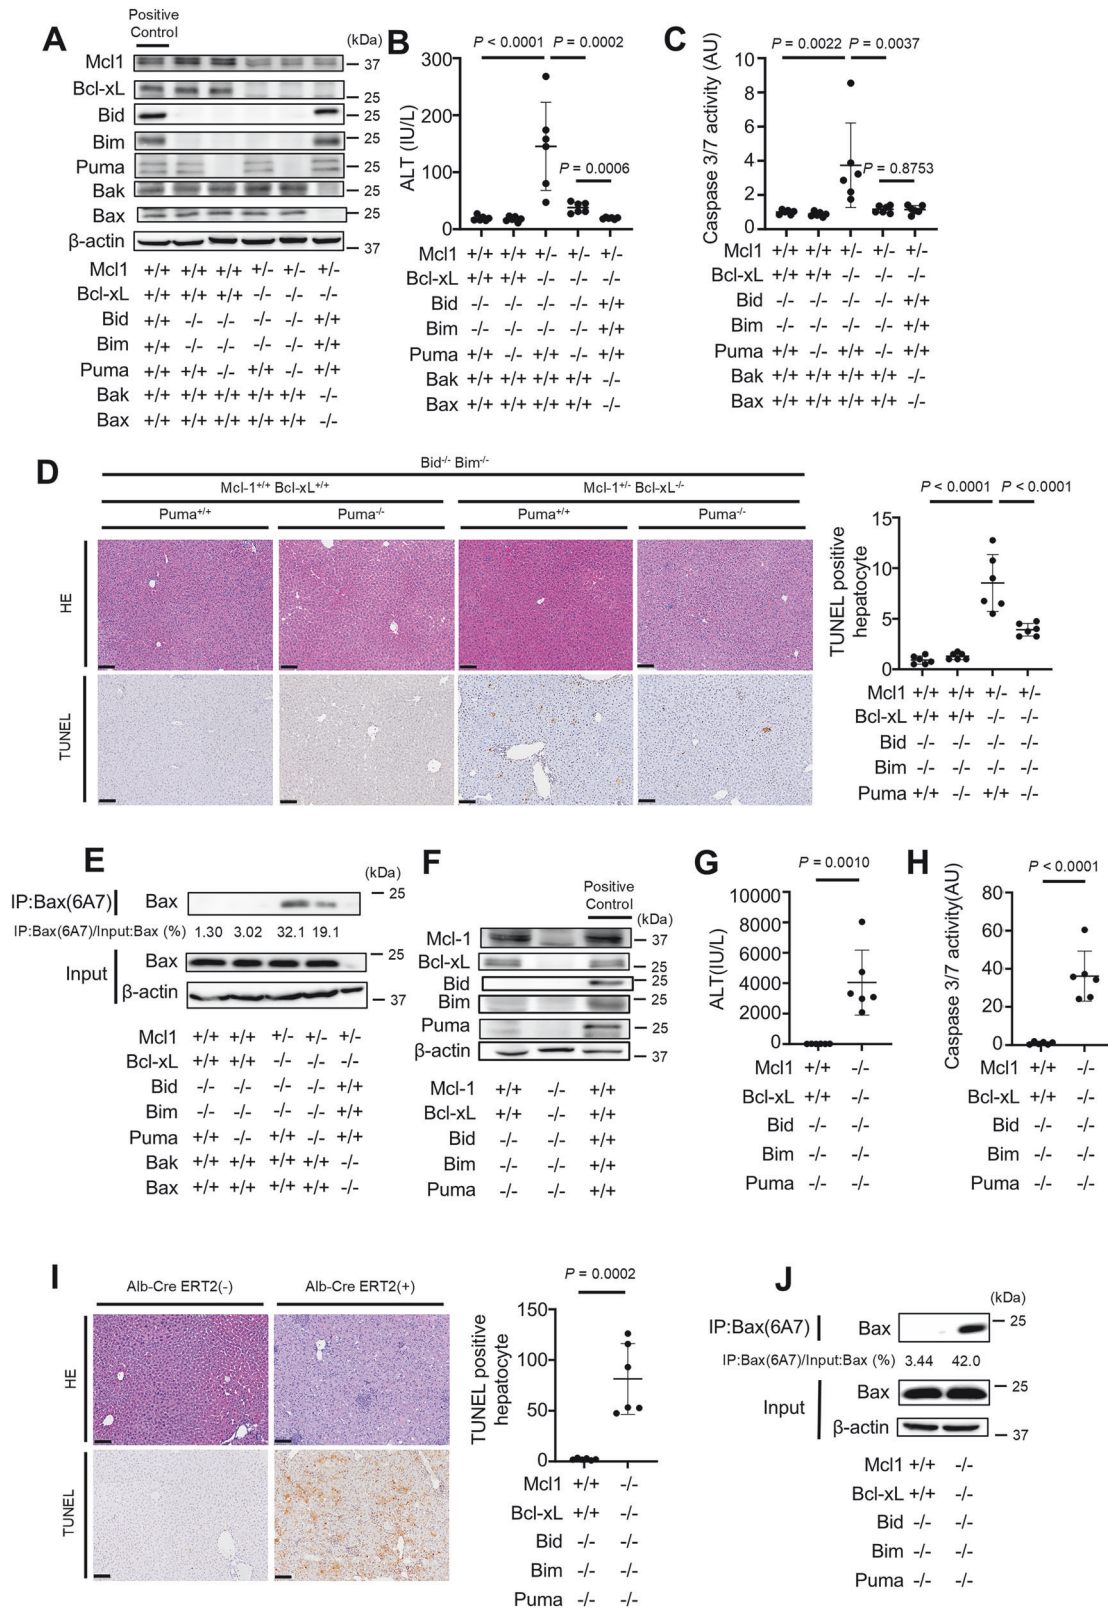 A
Positive
Control
(kDa)
Mcl1
37
Bcl-xL
25
Bid
25
Bim
25
Puma
25
Bak
25
Bax
25
β-actin
37
Mcl1 +/+ +/+ +/+ +/- +/- +/-
Bcl-xL +/+ +/+ +/+ -/- -/- -/-
Bid +/+ -/- -/- -/- -/- +/+
Bim +/+ -/- -/- -/- -/- +/+
Puma +/+ +/+ -/- +/+ -/- +/+
Bak +/+ +/+ +/+ +/+ +/+ -/-
Bax +/+ +/+ +/+ +/+ +/+ -/-
B
P < 0.0001 P = 0.0002
P = 0.0006
ALT (IU/L)
300
200
100
0
Mcl1 +/+ +/+ +/- +/- +/-
Bcl-xL +/+ +/+ -/- -/- -/-
Bid -/- -/- -/- -/- +/+
Bim -/- -/- -/- -/- +/+
Puma +/+ -/- +/+ -/- +/+
Bak +/+ +/+ +/+ +/+ -/-
Bax +/+ +/+ +/+ +/+ -/-
C
P = 0.0022 P = 0.0037
P = 0.8753
Caspase 3/7 activity (AU)
10
8
6
4
2
0
Mcl1 +/+ +/+ +/- +/- +/-
Bcl-xL +/+ +/+ -/- -/- -/-
Bid -/- -/- -/- -/- +/+
Bim -/- -/- -/- -/- +/+
Puma +/+ -/- +/+ -/- +/+
Bak +/+ +/+ +/+ +/+ -/-
Bax +/+ +/+ +/+ +/+ -/-
D
Bid-/- Bim-/-
Mcl-1+/+ Bcl-xL+/+ Mcl-1+/- Bcl-xL-/-
Puma+/+ Puma-/- Puma+/+ Puma-/-
HE
TUNEL
P < 0.0001 P < 0.0001
TUNEL positive
hepatocyte
15
10
5
0
Mcl1 +/+ +/+ +/- +/-
Bcl-xL +/+ +/+ -/- -/-
Bid -/- -/- -/- -/-
Bim -/- -/- -/- -/-
Puma +/+ -/- +/+ -/-
E
(kDa)
IP:Bax(6A7) Bax
25
IP:Bax(6A7)/Input:Bax (%) 1.30 3.02 32.1 19.1
Input
Bax
25
β-actin
37
Mcl1 +/+ +/+ +/- +/- +/-
Bcl-xL +/+ +/+ -/- -/- -/-
Bid -/- -/- -/- -/- +/+
Bim -/- -/- -/- -/- +/+
Puma +/+ -/- +/+ -/- +/+
Bak +/+ +/+ +/+ +/+ -/-
Bax +/+ +/+ +/+ +/+ -/-
F
Positive
Control
(kDa)
Mcl-1
37
Bcl-xL
25
Bid
25
Bim
25
Puma
25
β-actin
37
Mcl-1 +/+ -/- +/+
Bcl-xL +/+ -/- +/+
Bid -/- -/- +/+
Bim -/- -/- +/+
Puma -/- -/- +/+
G
P = 0.0010
ALT(IU/L)
10000
8000
6000
4000
2000
0
Mcl1 +/+ -/-
Bcl-xL +/+ -/-
Bid -/- -/-
Bim -/- -/-
Puma -/- -/-
H
P < 0.0001
Caspase 3/7 activity(AU)
80
60
40
20
0
Mcl1 +/+ -/-
Bcl-xL +/+ -/-
Bid -/- -/-
Bim -/- -/-
Puma -/- -/-
I
Alb-Cre ERT2(-) Alb-Cre ERT2(+)
HE
TUNEL
P = 0.0002
TUNEL positive
hepatocyte
150
100
50
0
Mcl1 +/+ -/-
Bcl-xL +/+ -/-
Bid -/- -/-
Bim -/- -/-
Puma -/- -/-
J
(kDa)
IP:Bax(6A7) Bax
25
IP:Bax(6A7)/Input:Bax (%) 3.44 42.0
Input
Bax
25
β-actin
37
Mcl1 +/+ -/-
Bcl-xL +/+ -/-
Bid -/- -/-
Bim -/- -/-
Puma -/- -/-